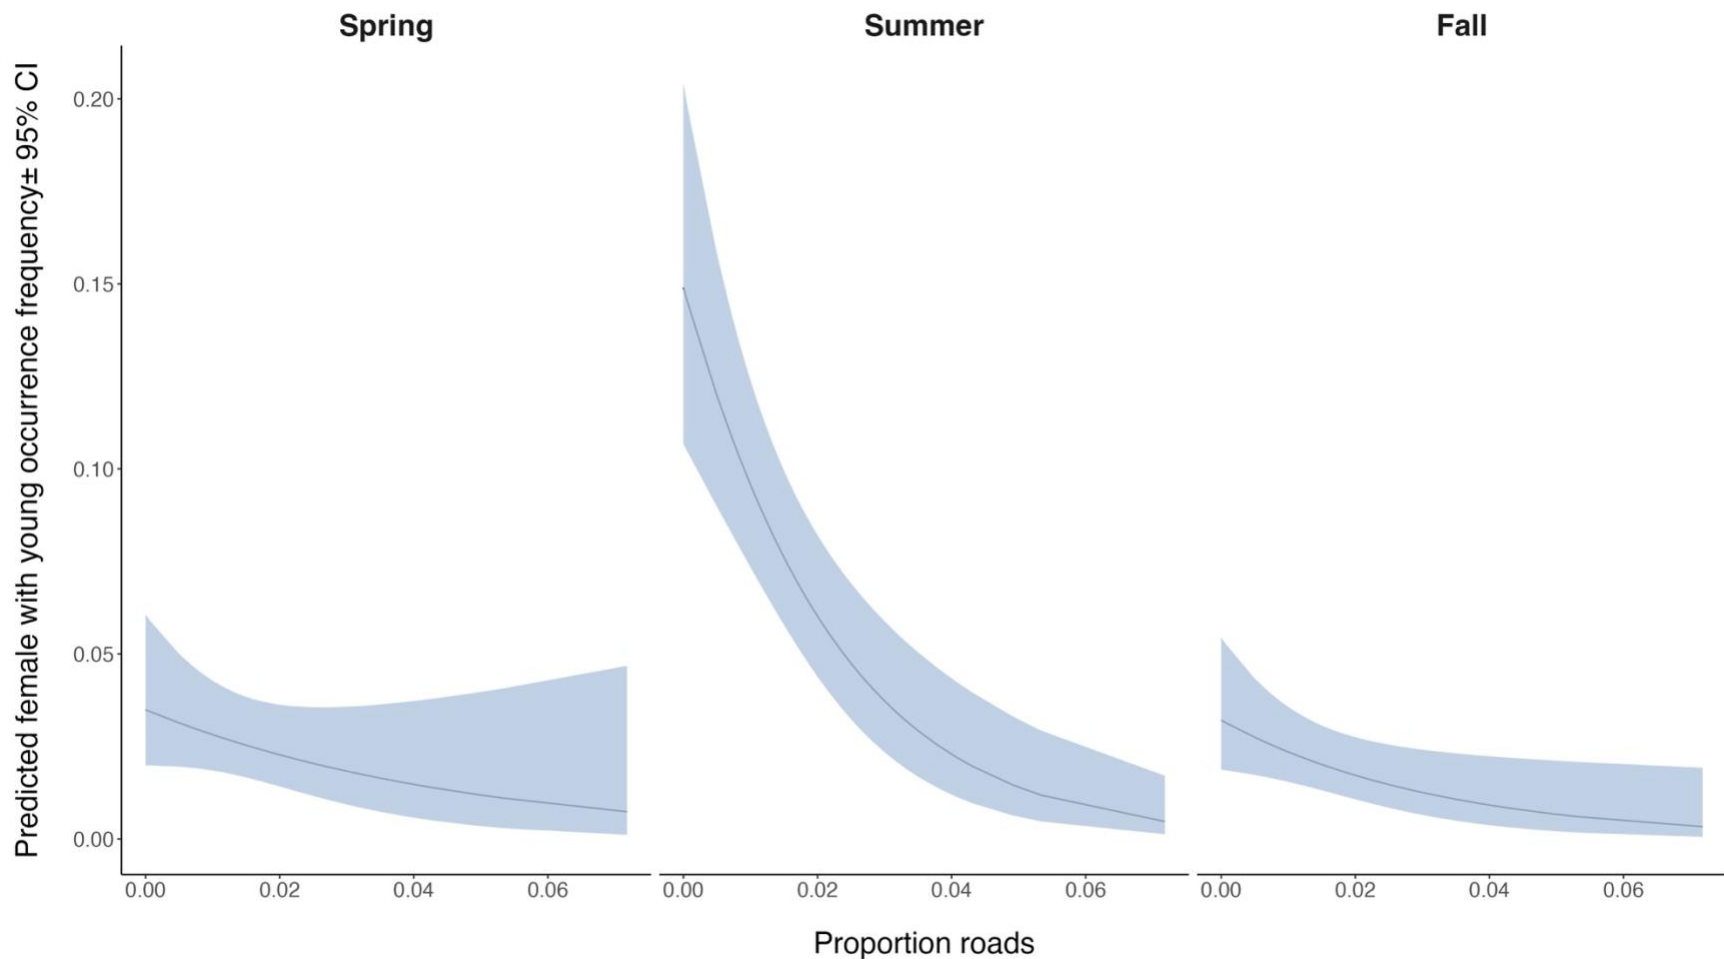 Spring Summer Fall
Predicted female with young occurrence frequency± 95% CI
0.20
0.15
0.10
0.05
0.00
0.00 0.02 0.04 0.06 0.00 0.02 0.04 0.06 0.00 0.02 0.04 0.06
Proportion roads